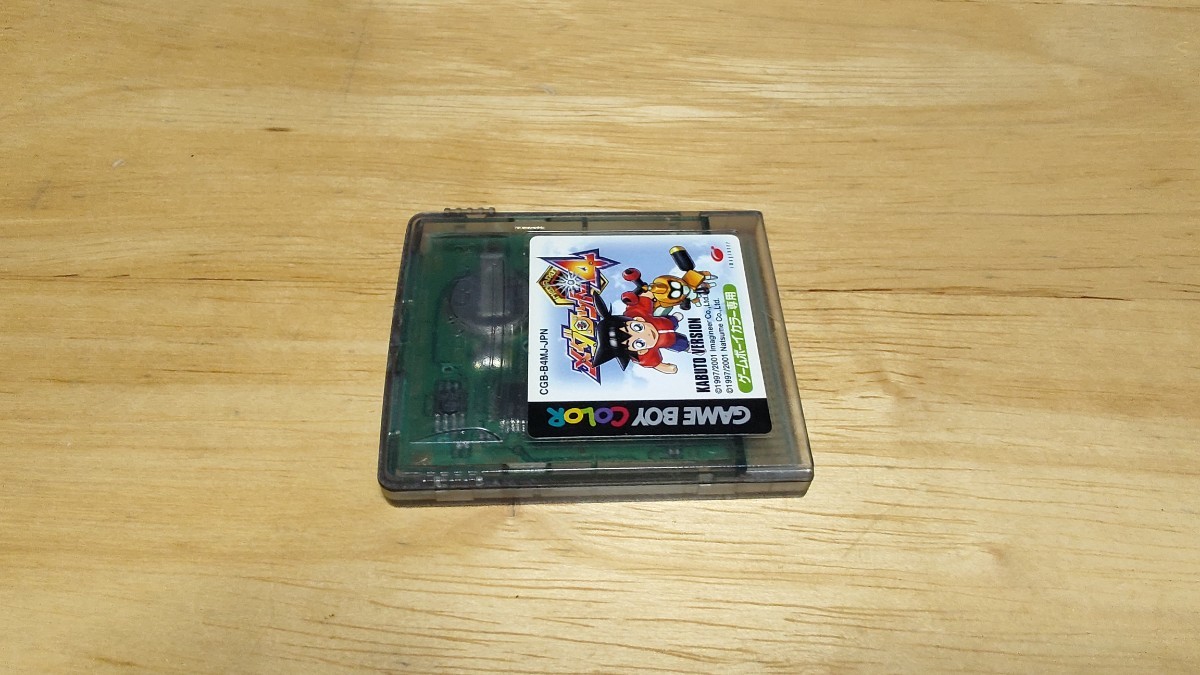 GAME BOY COLOR
CGB-B4MJ-JPN
メダロット4
KABUTO VERSION
©1997/2001 Imagineer Co.,Ltd.
©1997/2001 Natsume Co.,Ltd.
ゲームボーイカラー専用